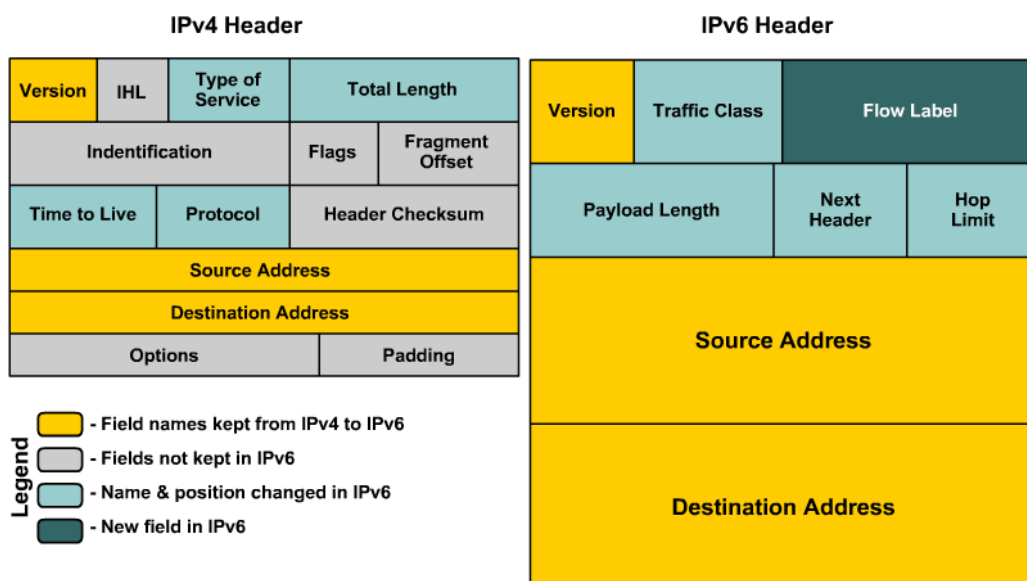 IPv4 Header
Version
IHL
Type of
Service
Total Length
Indentification
Flags
Fragment
Offset
Time to Live
Protocol
Header Checksum
Source Address
Destination Address
Options
Padding
Legend
- Field names kept from IPv4 to IPv6
- Fields not kept in IPv6
- Name & position changed in IPv6
- New field in IPv6
IPv6 Header
Version
Traffic Class
Flow Label
Payload Length
Next
Header
Hop
Limit
Source Address
Destination Address